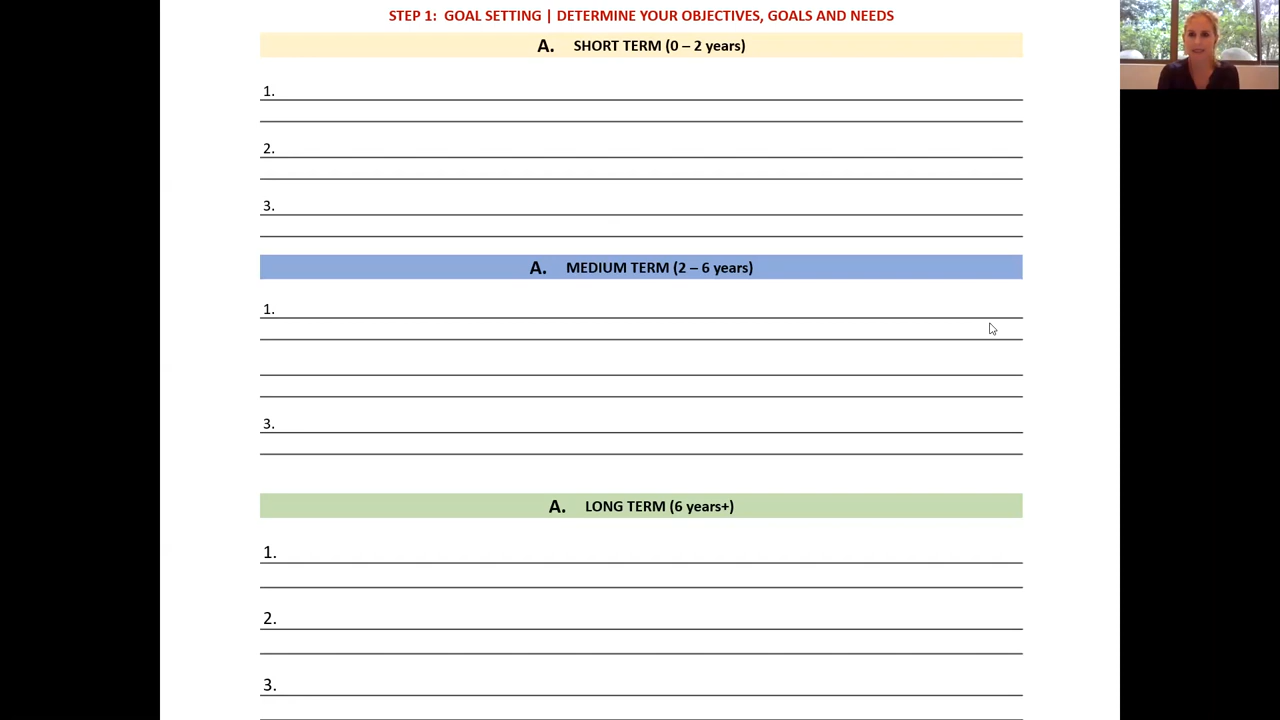 STEP 1: GOAL SETTING | DETERMINE YOUR OBJECTIVES, GOALS AND NEEDS
A. SHORT TERM (0 – 2 years)
1.
2.
3.
A. MEDIUM TERM (2 – 6 years)
1.
3.
A. LONG TERM (6 years+)
1.
2.
3.